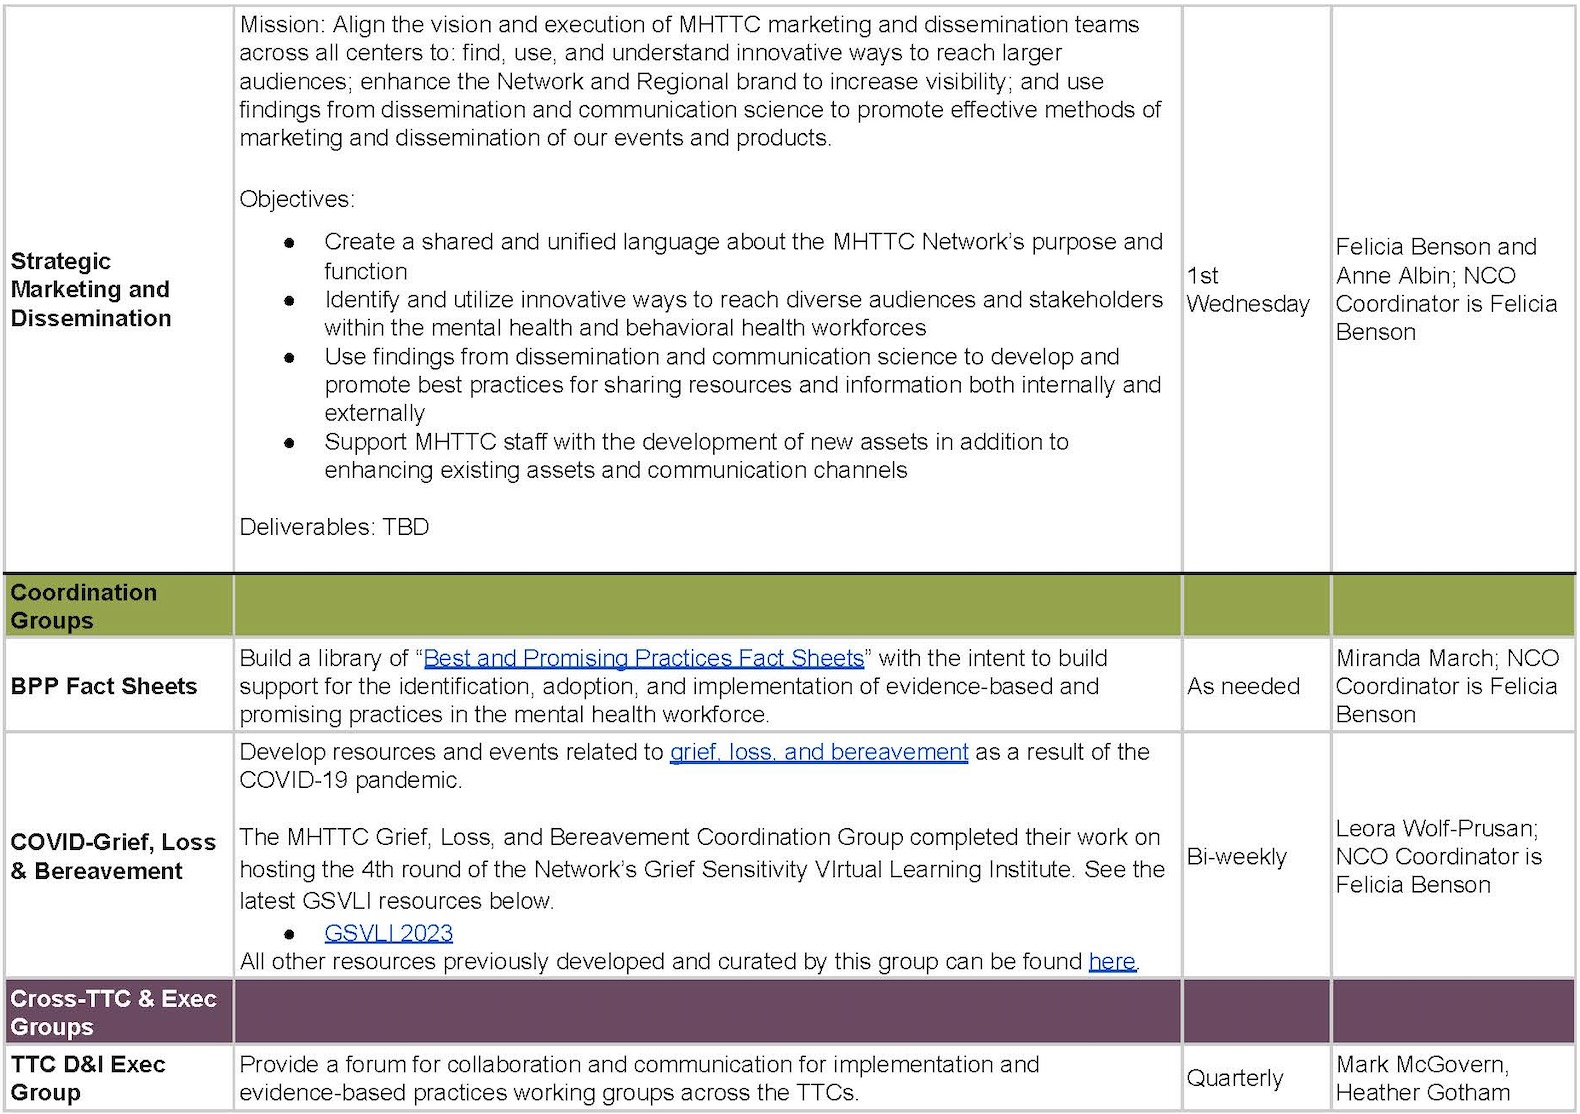 Strategic
Marketing and
Dissemination
Mission: Align the vision and execution of MHTTC marketing and dissemination teams
across all centers to: find, use, and understand innovative ways to reach larger
audiences; enhance the Network and Regional brand to increase visibility; and use
findings from dissemination and communication science to promote effective methods of
marketing and dissemination of our events and products.
Objectives:
● Create a shared and unified language about the MHTTC Network's purpose and
function
● Identify and utilize innovative ways to reach diverse audiences and stakeholders
within the mental health and behavioral health workforces
● Use findings from dissemination and communication science to develop and
promote best practices for sharing resources and information both internally and
externally
● Support MHTTC staff with the development of new assets in addition to
enhancing existing assets and communication channels
Deliverables: TBD
1st
Wednesday
Felicia Benson and
Anne Albin; NCO
Coordinator is Felicia
Benson
Coordination
Groups
BPP Fact Sheets
Build a library of “Best and Promising Practices Fact Sheets” with the intent to build
support for the identification, adoption, and implementation of evidence-based and
promising practices in the mental health workforce.
As needed
Miranda March; NCO
Coordinator is Felicia
Benson
COVID-Grief, Loss
& Bereavement
Develop resources and events related to grief, loss, and bereavement as a result of the
COVID-19 pandemic.
The MHTTC Grief, Loss, and Bereavement Coordination Group completed their work on
hosting the 4th round of the Network's Grief Sensitivity VIrtual Learning Institute. See the
latest GSVLI resources below.
● GSVLI 2023
All other resources previously developed and curated by this group can be found here.
Bi-weekly
Leora Wolf-Prusan;
NCO Coordinator is
Felicia Benson
Cross-TTC & Exec
Groups
TTC D&I Exec
Group
Provide a forum for collaboration and communication for implementation and
evidence-based practices working groups across the TTCs.
Quarterly
Mark McGovern,
Heather Gotham